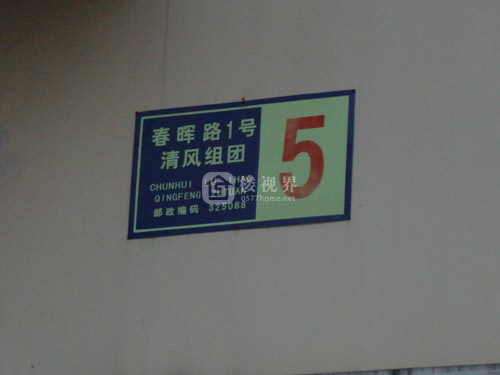 春晖路1号
清风组团
5
CHUNHUI
QINGFENG
邮政编码 325088
楼视界
0577home.net